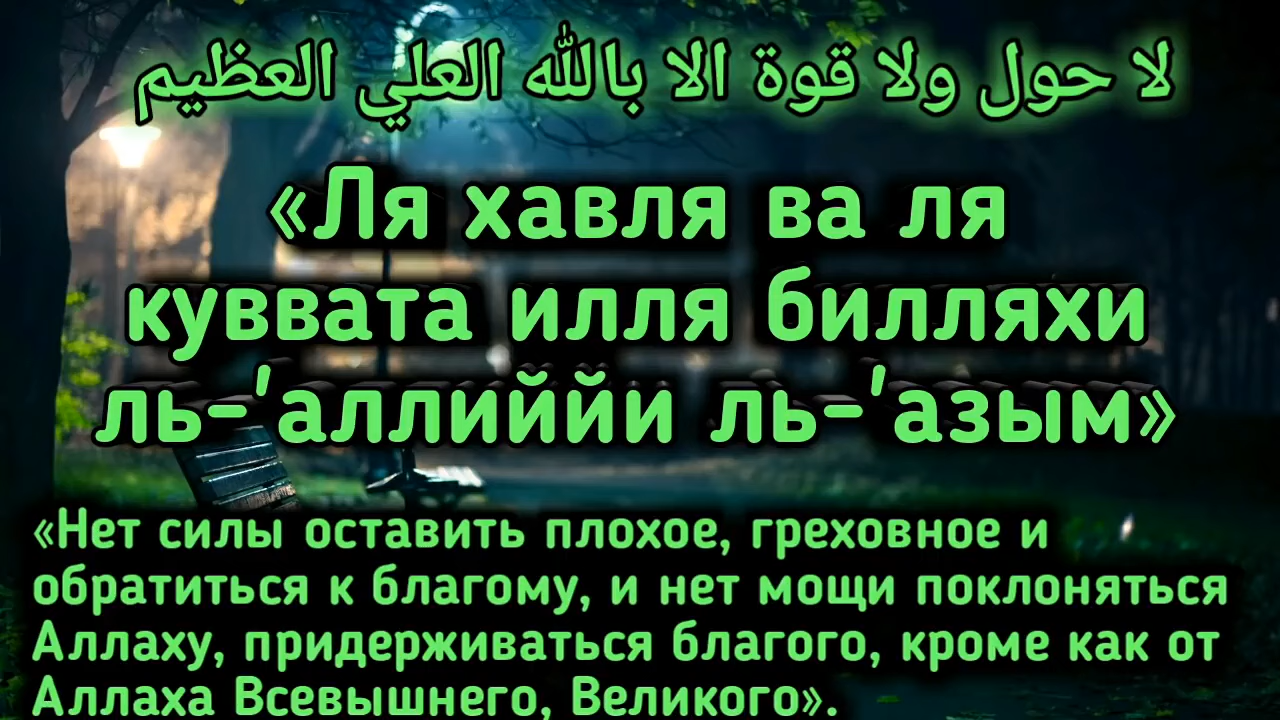 لا حول ولا قوة الا بالله العلي العظيم
«Ля хавля ва ля
куввата илля билляхи
ль-'аллиййи ль-'азым»
«Нет силы оставить плохое, греховное и
обратиться к благому, и нет мощи поклоняться
Аллаху, придерживаться благого, кроме как от
Аллаха Всевышнего, Великого».